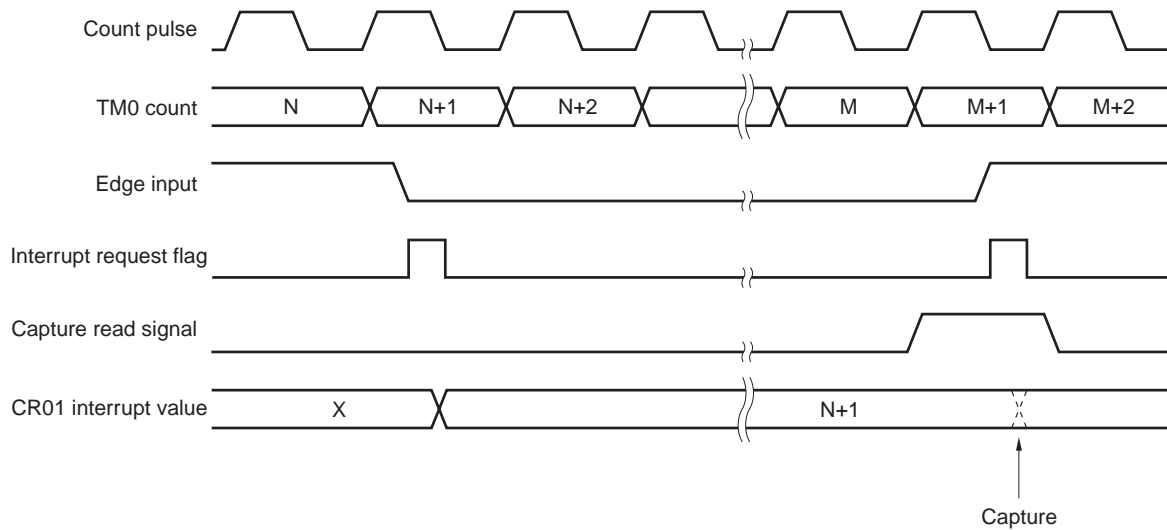 Count pulse
TM0 count
N
N+1
N+2
M
M+1
M+2
Edge input
Interrupt request flag
Capture read signal
CR01 interrupt value
X
N+1
Capture